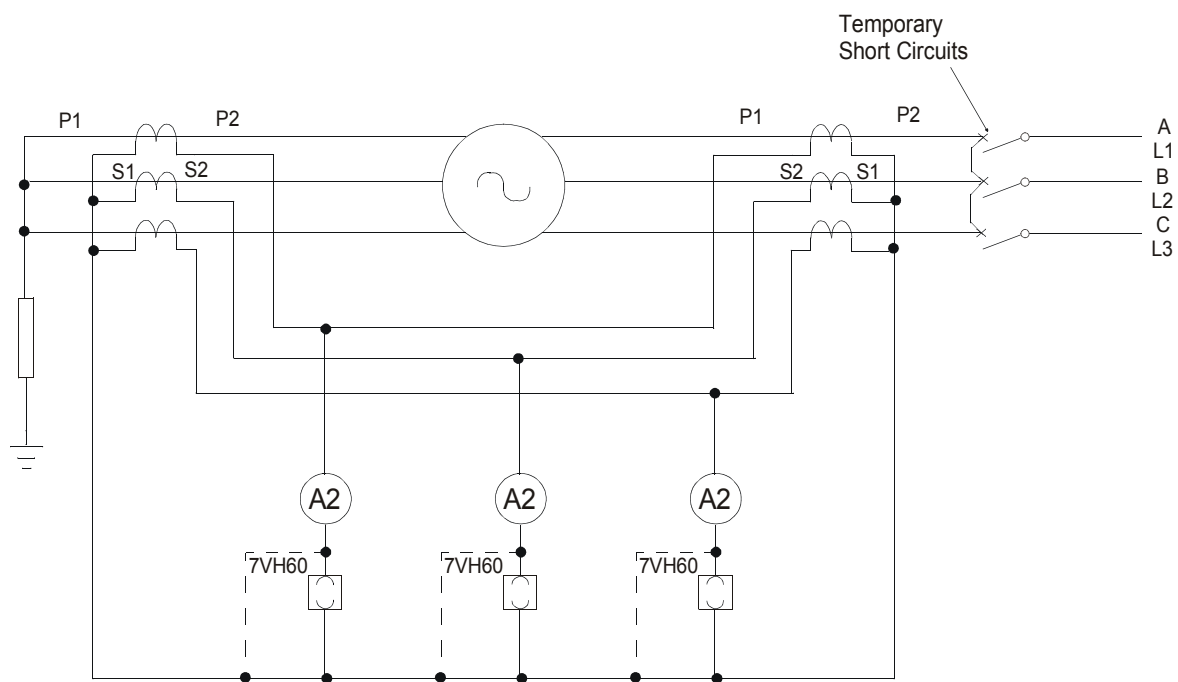 Temporary
Short Circuits
P1
P2
P1
P2
A
L1
S1
S2
S2
S1
B
L2
C
L3
A2
A2
A2
7VH60
7VH60
7VH60